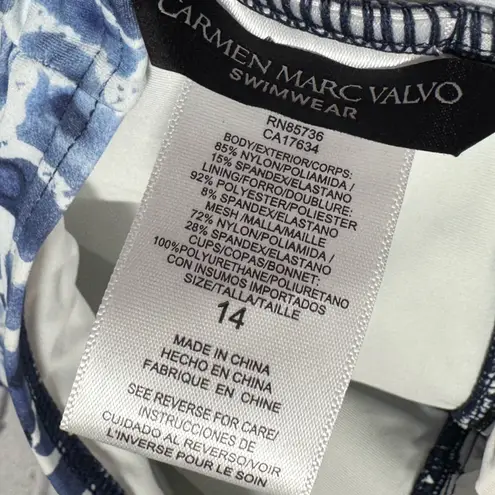 CARMEN MARC VALVO
SWIMWEAR
RN85736
CA17634
BODY/EXTERIOR/CORPS:
85% NYLON/POLIAMIDA/
15% SPANDEX/ELASTANO
LINING/FORRO/DOUBLURE:
92% POLYESTER/POLIESTER
8% SPANDEX/ELASTANO
MESH/MALLA/MAILLE
72% NYLON/POLIAMIDA/
28% SPANDEX/ELASTANO
CUPS/COPAS/BONNET:
100%POLYURETHANE/POLIURETANO
CON INSUMOS IMPORTADOS
SIZE/TALLA/TAILLE
14
MADE IN CHINA
HECHO EN CHINA
FABRIQUE EN CHINE
SEE REVERSE FOR CARE/
INSTRUCCIONES DE
CUIDADO AL REVERSO/VOIR
L'INVERSE POUR LE SOIN